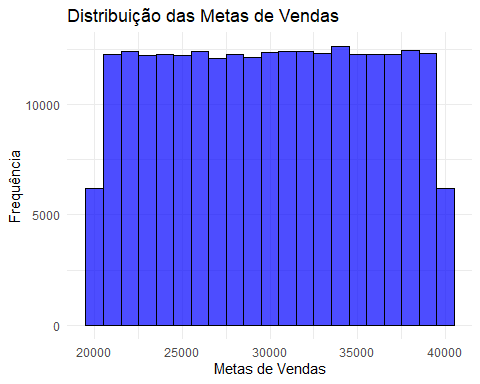 Distribuição das Metas de Vendas
Frequência
10000
5000
0
20000 25000 30000 35000 40000
Metas de Vendas